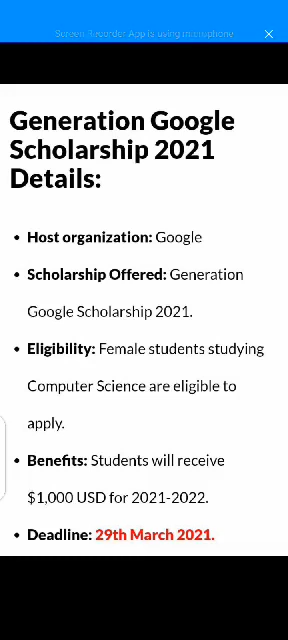 Screen Recorder App is using microphone
Generation Google
Scholarship 2021
Details:
• Host organization: Google
• Scholarship Offered: Generation
Google Scholarship 2021.
• Eligibility: Female students studying
Computer Science are eligible to
apply.
• Benefits: Students will receive
$1,000 USD for 2021-2022.
• Deadline: 29th March 2021.